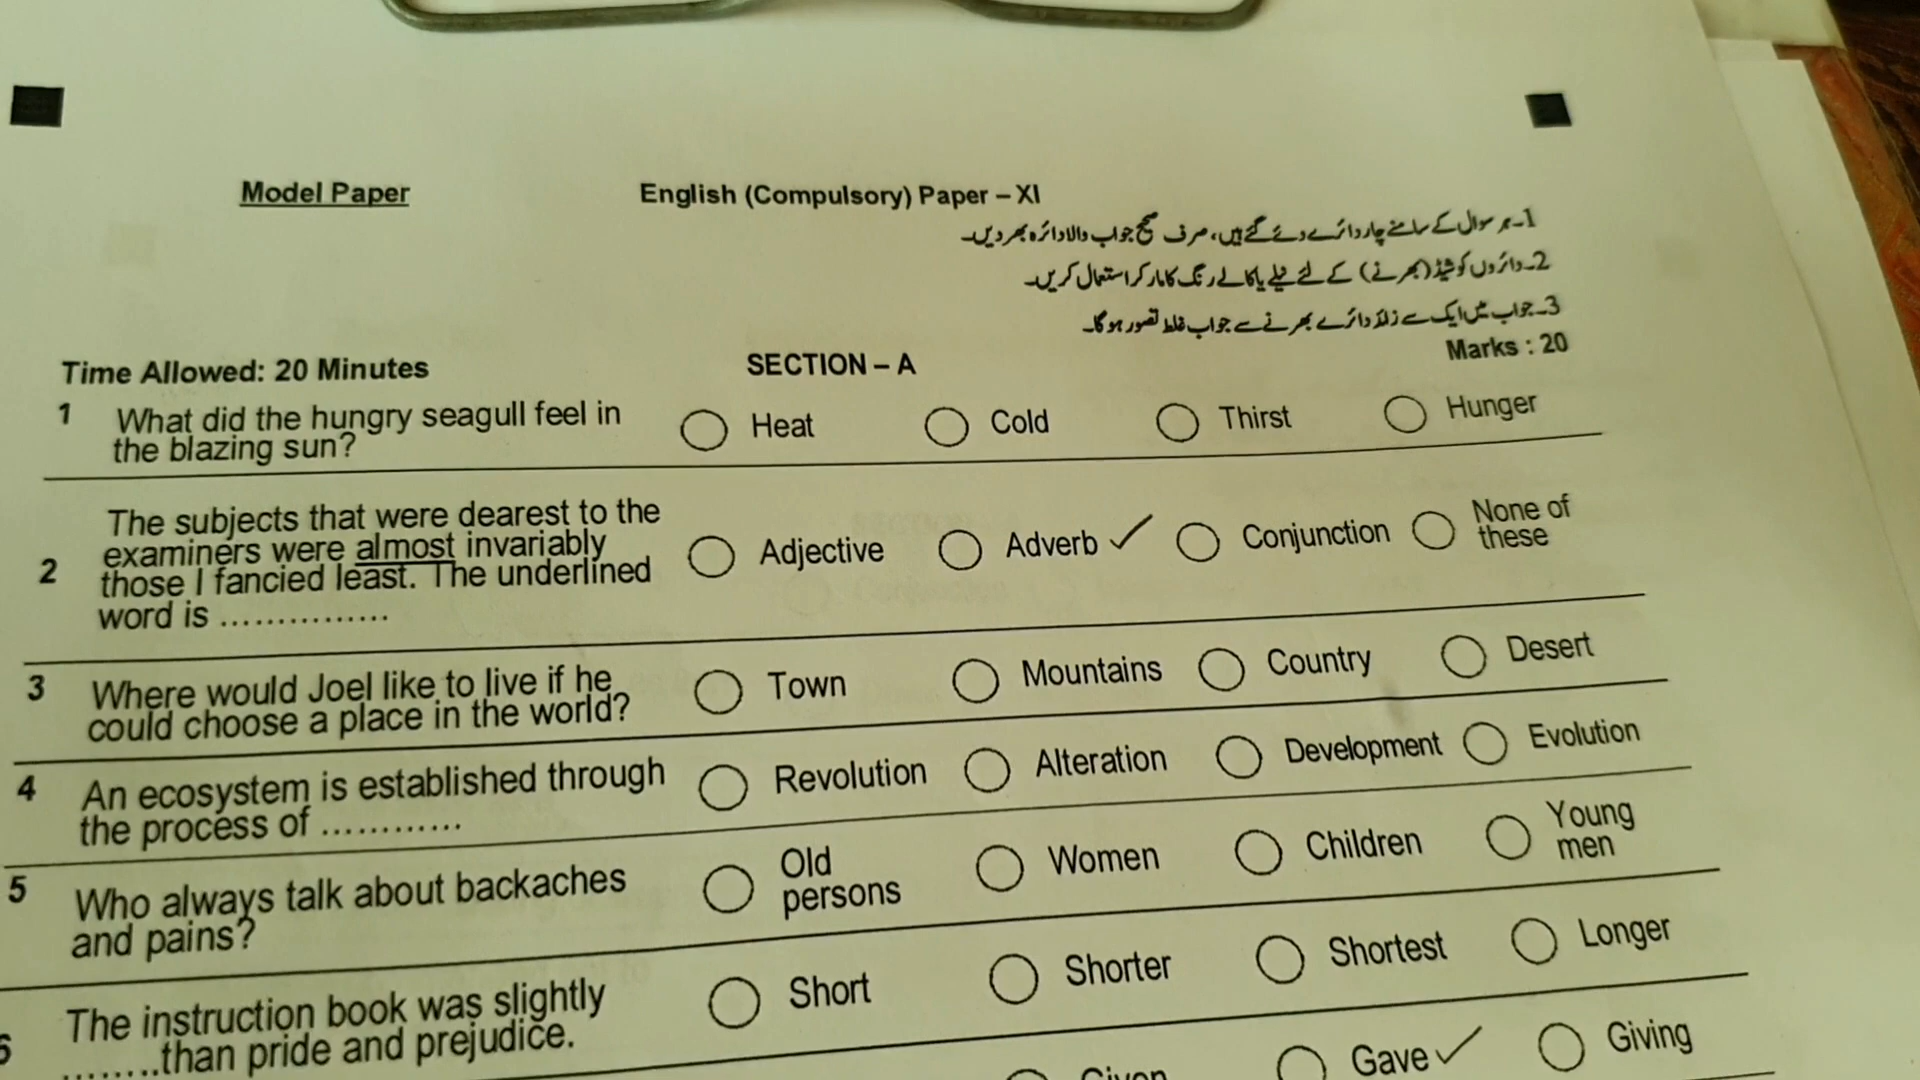 Model Paper
English (Compulsory) Paper – XI
1۔ہر سوال کے سامنے چار دائرے دئے گئے ہیں، صرف صحیح جواب والا دائرہ بھر دیں۔
2۔دائروں کو شیڈ (بھرنے) کے لئے نیلے یا کالے رنگ کا مارکر استعمال کریں۔
3۔جواب میں ایک سے زائد دائرے بھرنے سے جواب غلط تصور ہوگا۔
Time Allowed: 20 Minutes
SECTION – A
Marks : 20
1 What did the hungry seagull feel in
the blazing sun?
Heat Cold Thirst Hunger
2 The subjects that were dearest to the
examiners were almost invariably
those I fancied least. The underlined
word is ...............
Adjective Adverb ✓ Conjunction None of
these
3 Where would Joel like to live if he
could choose a place in the world?
Town Mountains Country Desert
4 An ecosystem is established through
the process of ............
Revolution Alteration Development Evolution
5 Who always talk about backaches
and pains?
Old
persons
Women Children Young
men
6 The instruction book was slightly
........than pride and prejudice.
Short Shorter Shortest Longer
Given Gave ✓ Giving